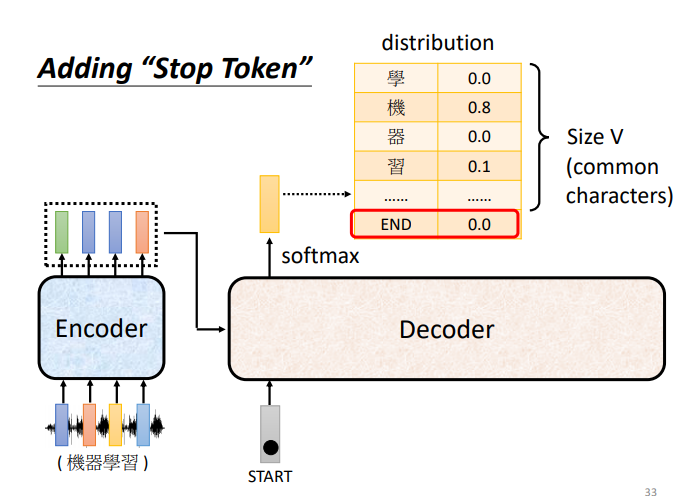 Adding “Stop Token”
distribution
學 0.0
機 0.8
器 0.0
習 0.1
...... ......
END 0.0
Size V
(common
characters)
softmax
Encoder
Decoder
( 機器學習 )
START
33